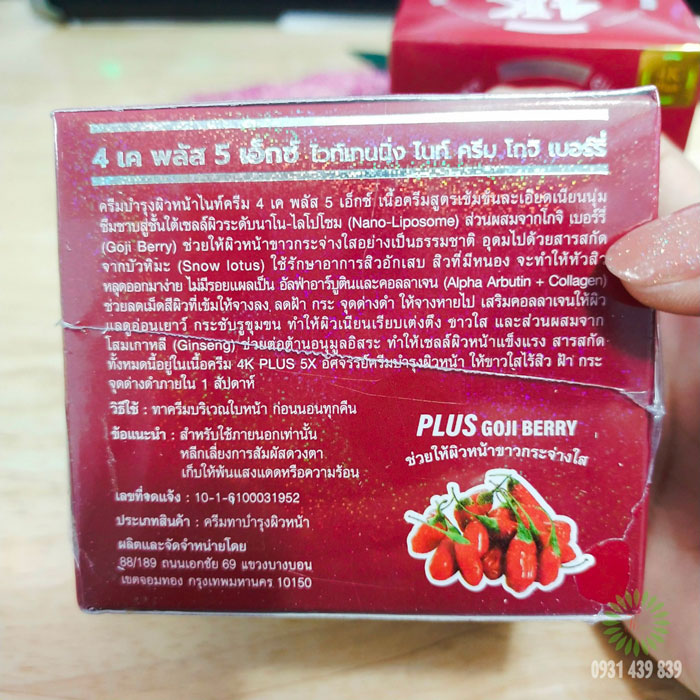 4K
4 เค พลัส 5 เอ็กซ์ ไวท์เทนนิ่ง ไนท์ ครีม โกจิ เบอร์รี่
ครีมบำรุงผิวหน้าไนท์ครีม 4 เค พลัส 5 เอ็กซ์ เนื้อครีมสูตรเข้มข้นละเอียดเนียนนุ่ม
ซึมซาบสู่ชั้นใต้เซลล์ผิวระดับนาโน-ไลโปโซม (Nano-Liposome) ส่วนผสมจากโกจิ เบอร์รี่
(Goji Berry) ช่วยให้ผิวหน้าขาวกระจ่างใสอย่างเป็นธรรมชาติ อุดมไปด้วยสารสกัด
จากบัวหิมะ (Snow lotus) ใช้รักษาอาการสิวอักเสบ สิวที่มีหนอง จะทำให้หัวสิว
หลุดออกมาง่าย ไม่มีรอยแผลเป็น อัลฟ่าอาร์บูตินและคอลลาเจน (Alpha Arbutin + Collagen)
ช่วยลดเม็ดสีผิวที่เข้มให้จางลง ลดฝ้า กระ จุดด่างดำ ให้จางหายไป เสริมคอลลาเจนให้ผิว
แลดูอ่อนเยาว์ กระชับรูขุมขน ทำให้ผิวเนียนเรียบเต่งตึง ขาวใส และส่วนผสมจาก
โสมเกาหลี (Ginseng) ช่วยต่อต้านอนุมูลอิสระ ทำให้เซลล์ผิวหน้าแข็งแรง สารสกัด
ทั้งหมดนี้อยู่ในเนื้อครีม 4K PLUS 5X อัศจรรย์ครีมบำรุงผิวหน้า ให้ขาวใสไร้สิว ฝ้า กระ
จุดด่างดำภายใน 1 สัปดาห์
วิธีใช้ : ทาครีมบริเวณใบหน้า ก่อนนอนทุกคืน
ข้อแนะนำ : สำหรับใช้ภายนอกเท่านั้น
หลีกเลี่ยงการสัมผัสดวงตา
เก็บให้พ้นแสงแดดหรือความร้อน
เลขที่จดแจ้ง : 10-1-6100031952
ประเภทสินค้า : ครีมทาบำรุงผิวหน้า
ผลิตและจัดจำหน่ายโดย
88/189 ถนนเอกชัย 69 แขวงบางบอน
เขตจอมทอง กรุงเทพมหานคร 10150
PLUS GOJI BERRY
ช่วยให้ผิวหน้าขาวกระจ่างใส
0931 439 839